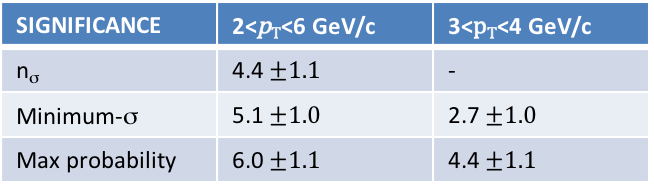 SIGNIFICANCE 2<pT<6 GeV/c 3<pT<4 GeV/c
nσ 4.4 ±1.1 -
Minimum-σ 5.1 ±1.0 2.7 ±1.0
Max probability 6.0 ±1.1 4.4 ±1.1